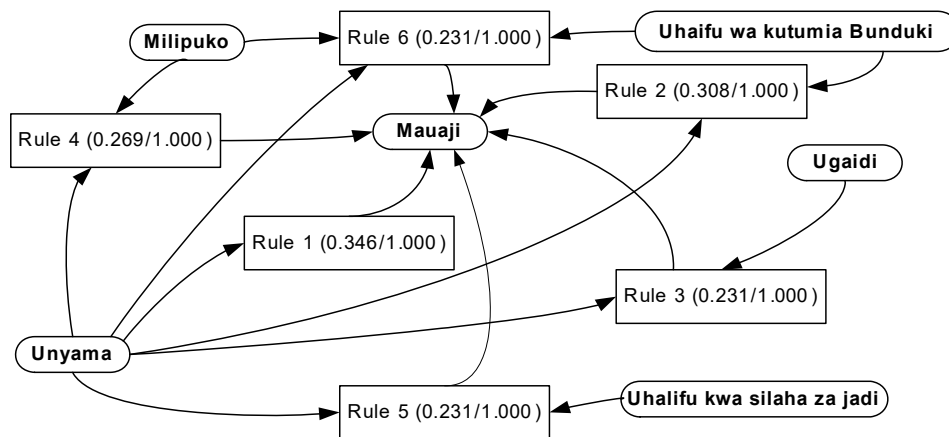 Milipuko
Rule 6 (0.231/1.000)
Uhaifu wa kutumia Bunduki
Rule 2 (0.308/1.000)
Rule 4 (0.269/1.000)
Mauaji
Ugaidi
Rule 1 (0.346/1.000)
Rule 3 (0.231/1.000)
Unyama
Rule 5 (0.231/1.000)
Uhalifu kwa silaha za jadi